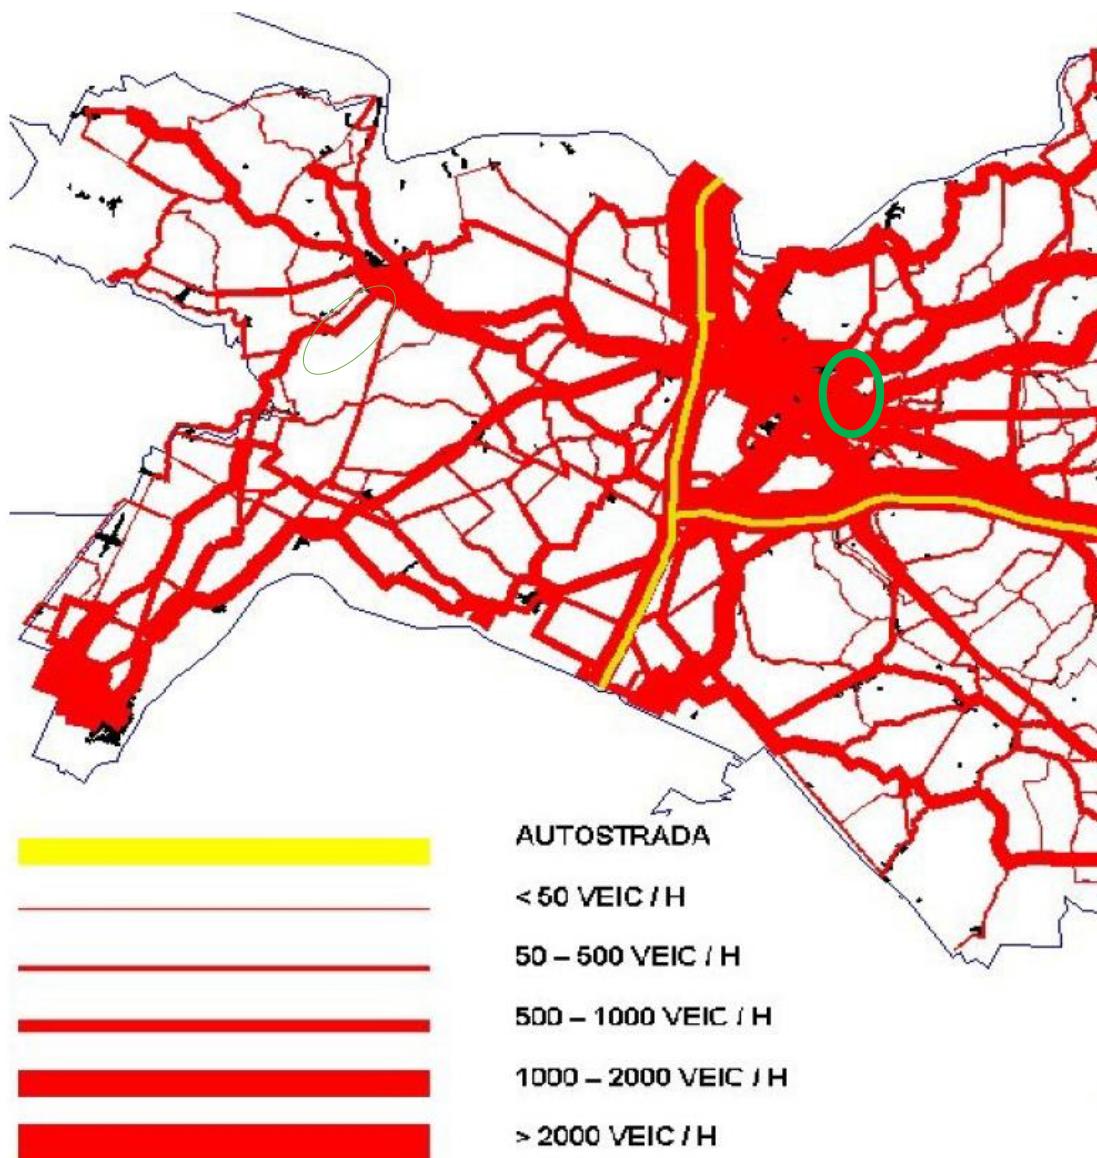 AUTOSTRADA
< 50 VEIC / H
50 – 500 VEIC / H
500 – 1000 VEIC / H
1000 – 2000 VEIC / H
> 2000 VEIC / H